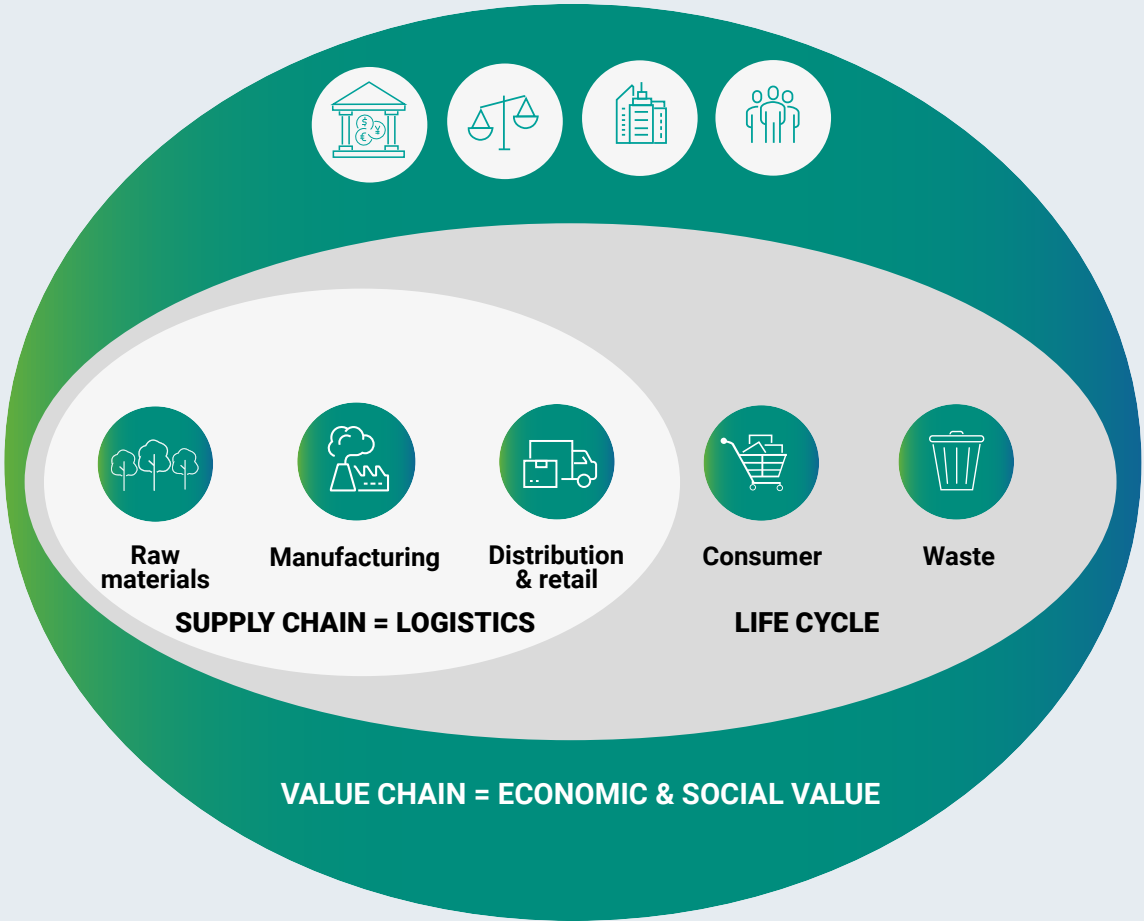 $
¥
€
Raw
materials
Manufacturing
Distribution
& retail
Consumer
Waste
SUPPLY CHAIN = LOGISTICS
LIFE CYCLE
VALUE CHAIN = ECONOMIC & SOCIAL VALUE